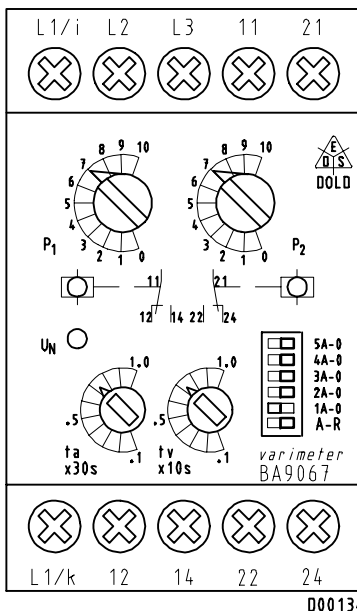 L1/i L2 L3 11 21
10 10
9 9
8 8
7 7
6 6
5 5
4 4
3 3
2 2
1 1
0 0
E
D S
DOLD
P1 P2
11 21
12 14 22 24
UN
1.0 1.0
.5 .5
.1 .1
ta
x30s
tv
x10s
5A-0
4A-0
3A-0
2A-0
1A-0
A-R
varimeter
BA9067
L1/k 12 14 22 24
D0013